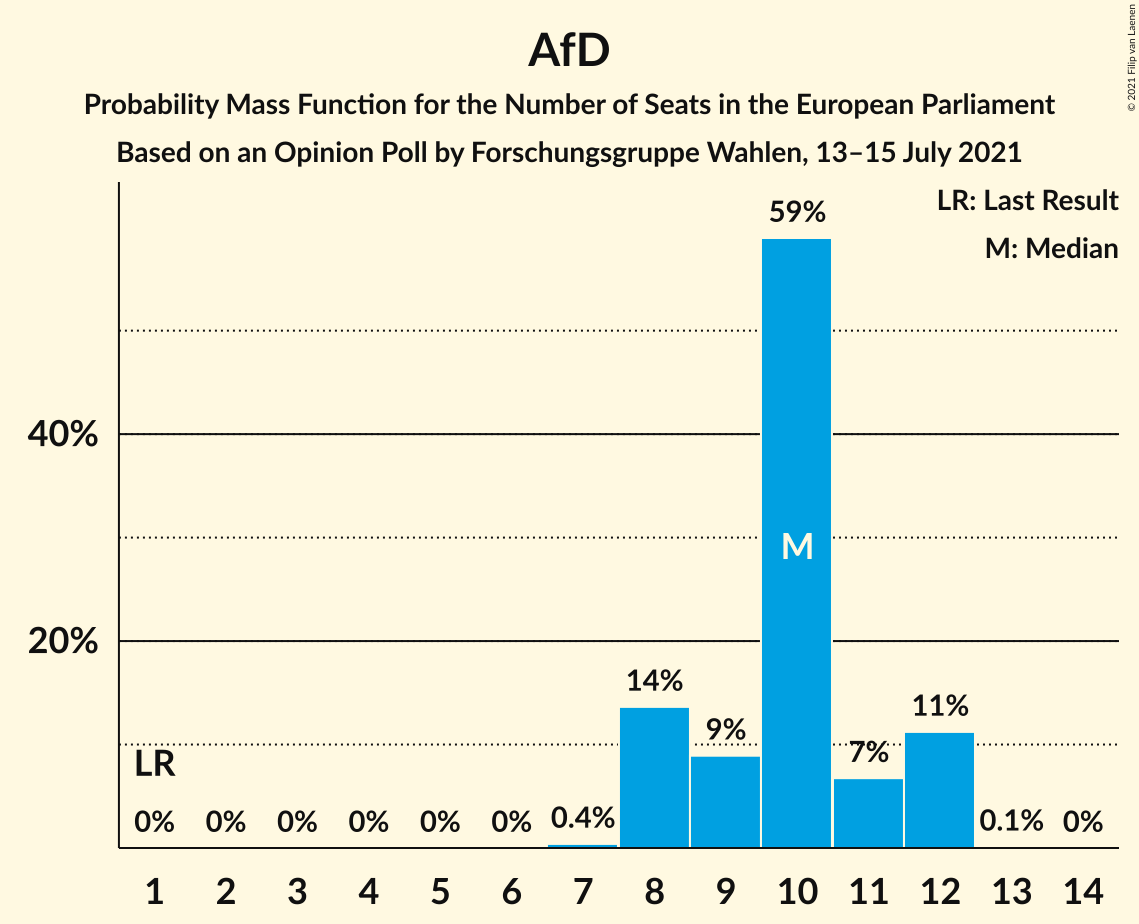 AfD
Probability Mass Function for the Number of Seats in the European Parliament
Based on an Opinion Poll by Forschungsgruppe Wahlen, 13–15 July 2021
© 2021 Filip van Laenen
LR: Last Result
M: Median
59%
40%
M
20%
14%
11%
9%
7%
LR
0% 0% 0% 0% 0% 0% 0.4% 0.1% 0%
1 2 3 4 5 6 7 8 9 10 11 12 13 14